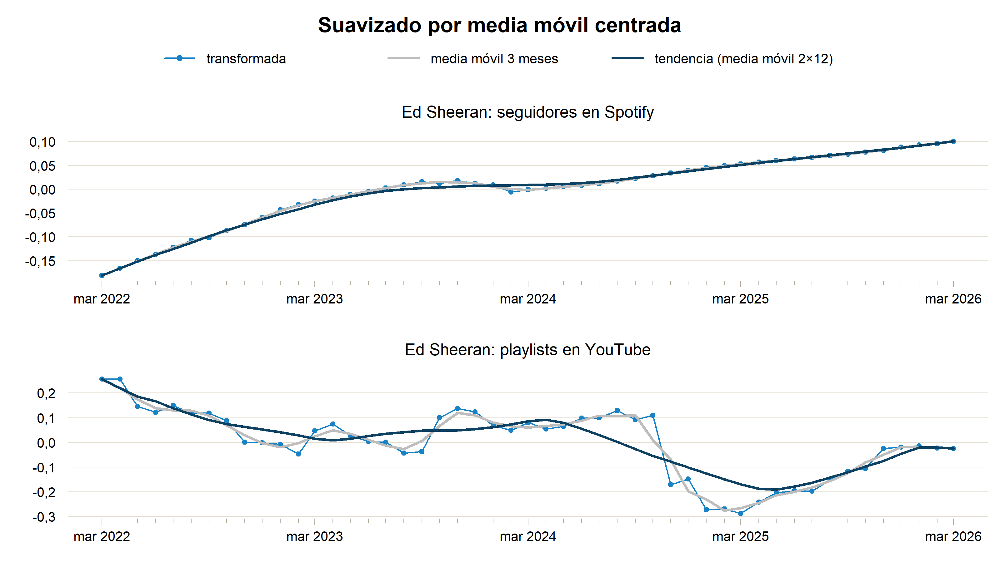 Suavizado por media móvil centrada
transformada
media móvil 3 meses
tendencia (media móvil 2×12)
Ed Sheeran: seguidores en Spotify
0,10
0,05
0,00
-0,05
-0,10
-0,15
mar 2022
mar 2023
mar 2024
mar 2025
mar 2026
Ed Sheeran: playlists en YouTube
0,2
0,1
0,0
-0,1
-0,2
-0,3
mar 2022
mar 2023
mar 2024
mar 2025
mar 2026